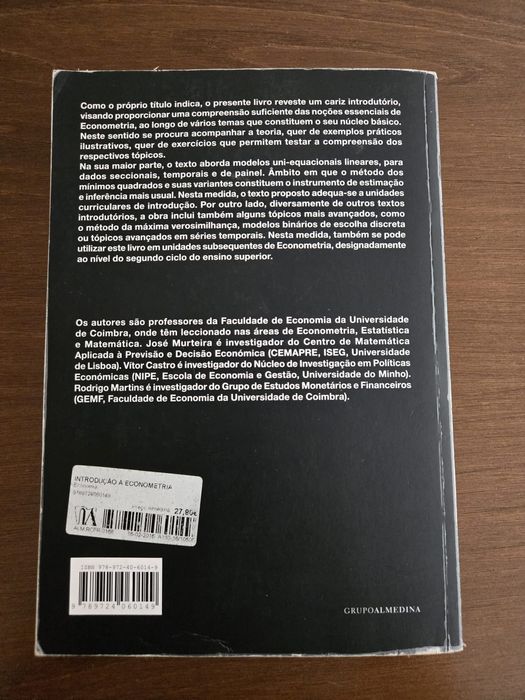 Como o próprio título indica, o presente livro reveste um cariz introdutório,
visando proporcionar uma compreensão suficiente das noções essenciais de
Econometria, ao longo de vários temas que constituem o seu núcleo básico.
Neste sentido se procura acompanhar a teoria, quer de exemplos práticos
ilustrativos, quer de exercícios que permitem testar a compreensão dos
respectivos tópicos.
Na sua maior parte, o texto aborda modelos uni-equacionais lineares, para
dados seccionais, temporais e de painel. Âmbito em que o método dos
mínimos quadrados e suas variantes constituem o instrumento de estimação
e inferência mais usual. Nesta medida, o texto proposto adequa-se a unidades
curriculares de introdução. Por outro lado, diversamente de outros textos
introdutórios, a obra inclui também alguns tópicos mais avançados, como
o método da máxima verosimilhança, modelos binários de escolha discreta
ou tópicos avançados em séries temporais. Nesta medida, também se pode
utilizar este livro em unidades subsequentes de Econometria, designadamente
ao nível do segundo ciclo do ensino superior.
Os autores são professores da Faculdade de Economia da Universidade
de Coimbra, onde têm leccionado nas áreas de Econometria, Estatística
e Matemática. José Murteira é investigador do Centro de Matemática
Aplicada à Previsão e Decisão Económica (CEMAPRE, ISEG, Universidade
de Lisboa). Vítor Castro é investigador do Núcleo de Investigação em Políticas
Económicas (NIPE, Escola de Economia e Gestão, Universidade do Minho).
Rodrigo Martins é investigador do Grupo de Estudos Monetários e Financeiros
(GEMF, Faculdade de Economia da Universidade de Coimbra).
INTRODUÇÃO À ECONOMETRIA
9789724060149
27,90€
ISBN 978-972-40-6014-9
9 789724 060149
GRUPOALMEDINA